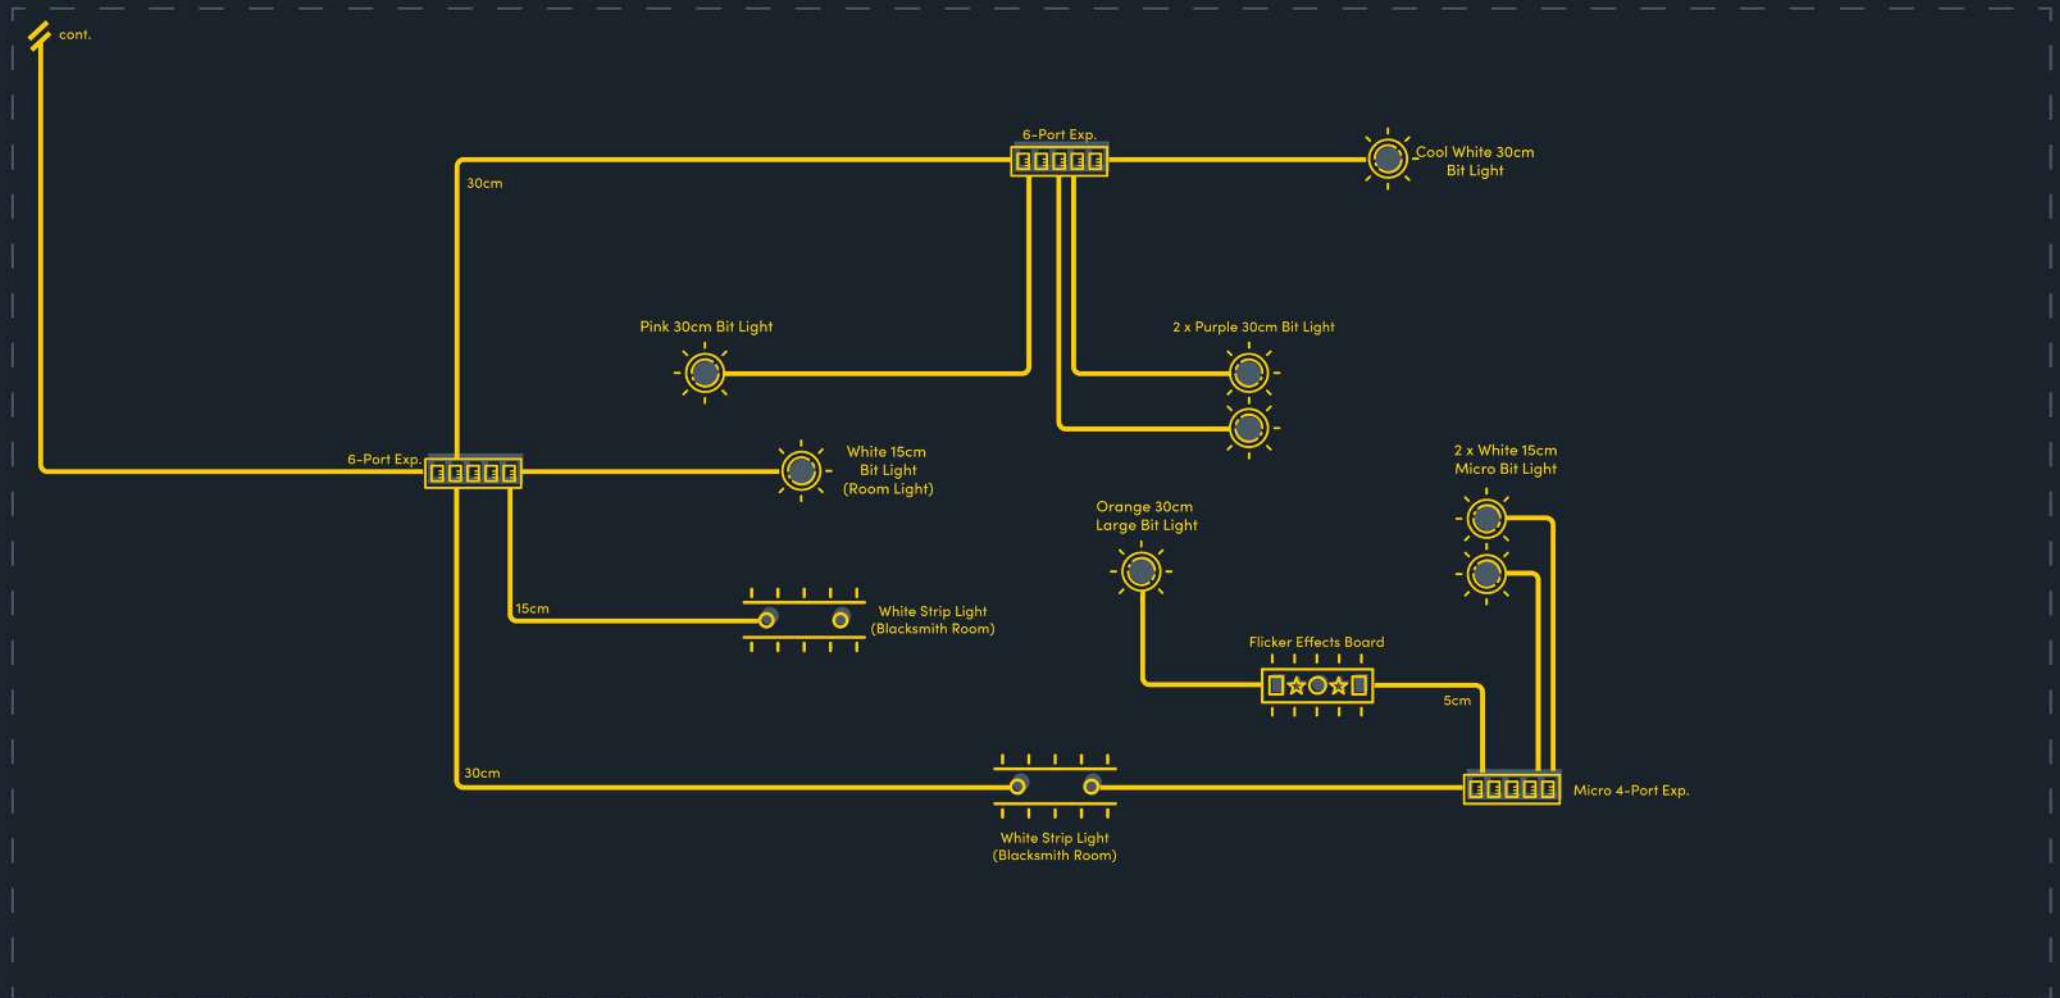 cont.
6-Port Exp.
Cool White 30cm
Bit Light
30cm
Pink 30cm Bit Light
2 x Purple 30cm Bit Light
6-Port Exp.
White 15cm
Bit Light
(Room Light)
2 x White 15cm
Micro Bit Light
Orange 30cm
Large Bit Light
15cm
White Strip Light
(Blacksmith Room)
Flicker Effects Board
5cm
30cm
Micro 4-Port Exp.
White Strip Light
(Blacksmith Room)